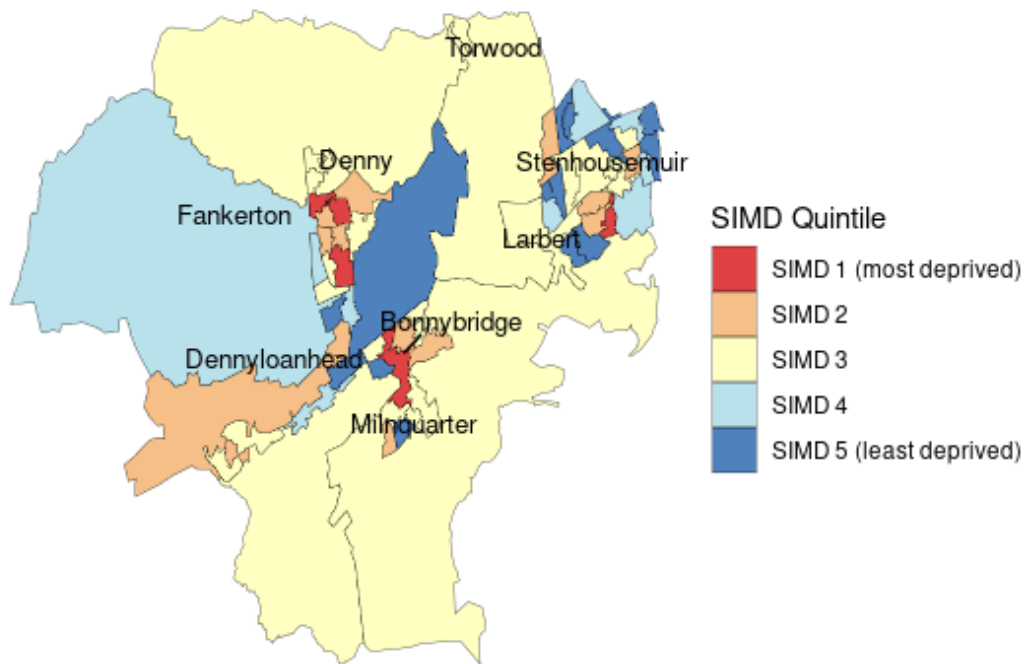 Torwood
Denny
Stenhousemuir
Fankerton
Larbert
Bonnybridge
Dennyloanhead
Milnquarter
SIMD Quintile
SIMD 1 (most deprived)
SIMD 2
SIMD 3
SIMD 4
SIMD 5 (least deprived)